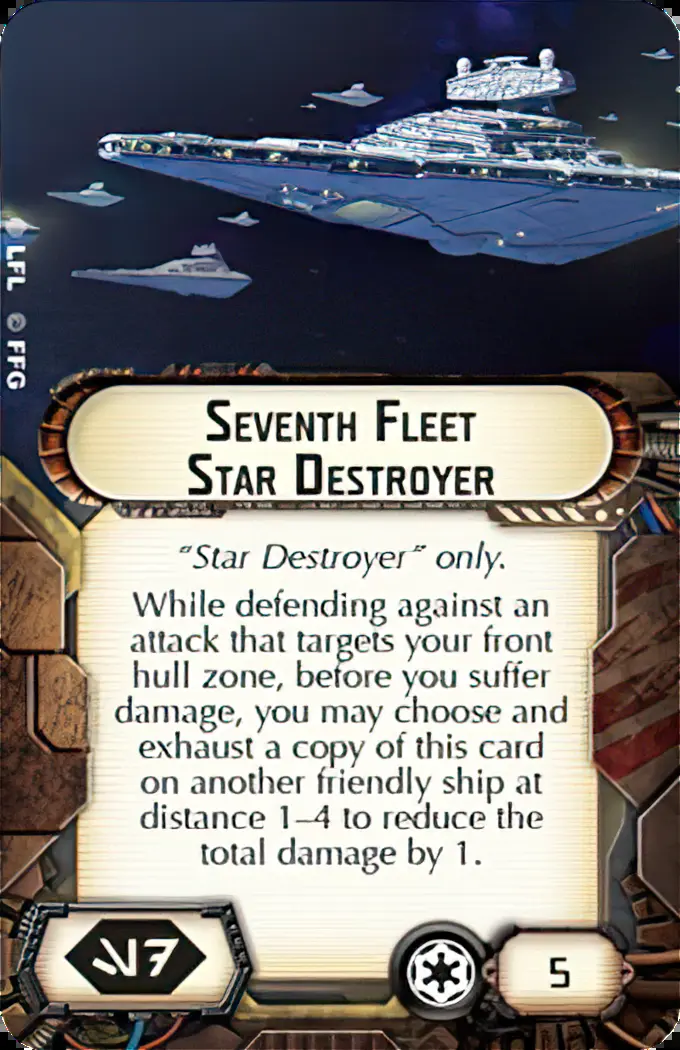 LFL FFG
SEVENTH FLEET
STAR DESTROYER
"Star Destroyer" only.
While defending against an
attack that targets your front
hull zone, before you suffer
damage, you may choose and
exhaust a copy of this card
on another friendly ship at
distance 1–4 to reduce the
total damage by 1.
5